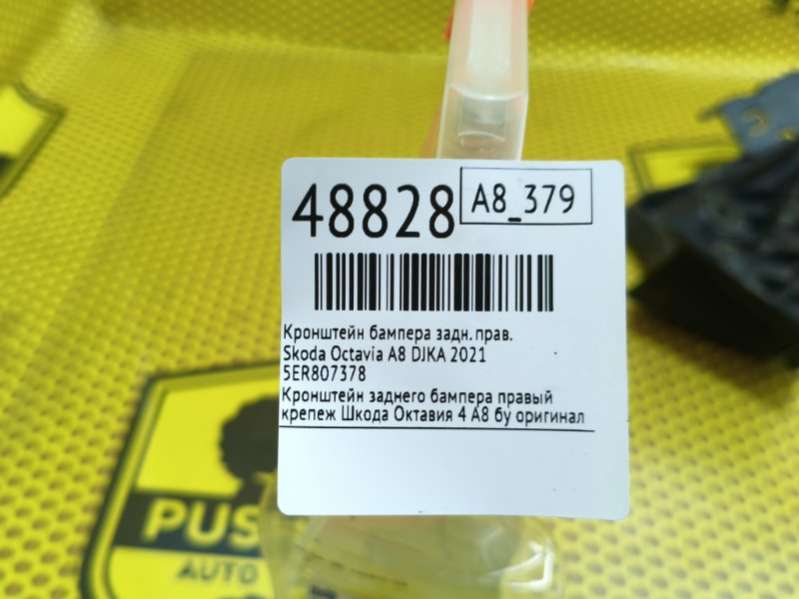 48828 A8_379
Кронштейн бампера задн. прав.
Skoda Octavia A8 DJKA 2021
5ER807378
Кронштейн заднего бампера правый
крепеж Шкода Октавия 4 А8 бу оригинал
PUS
AUTO